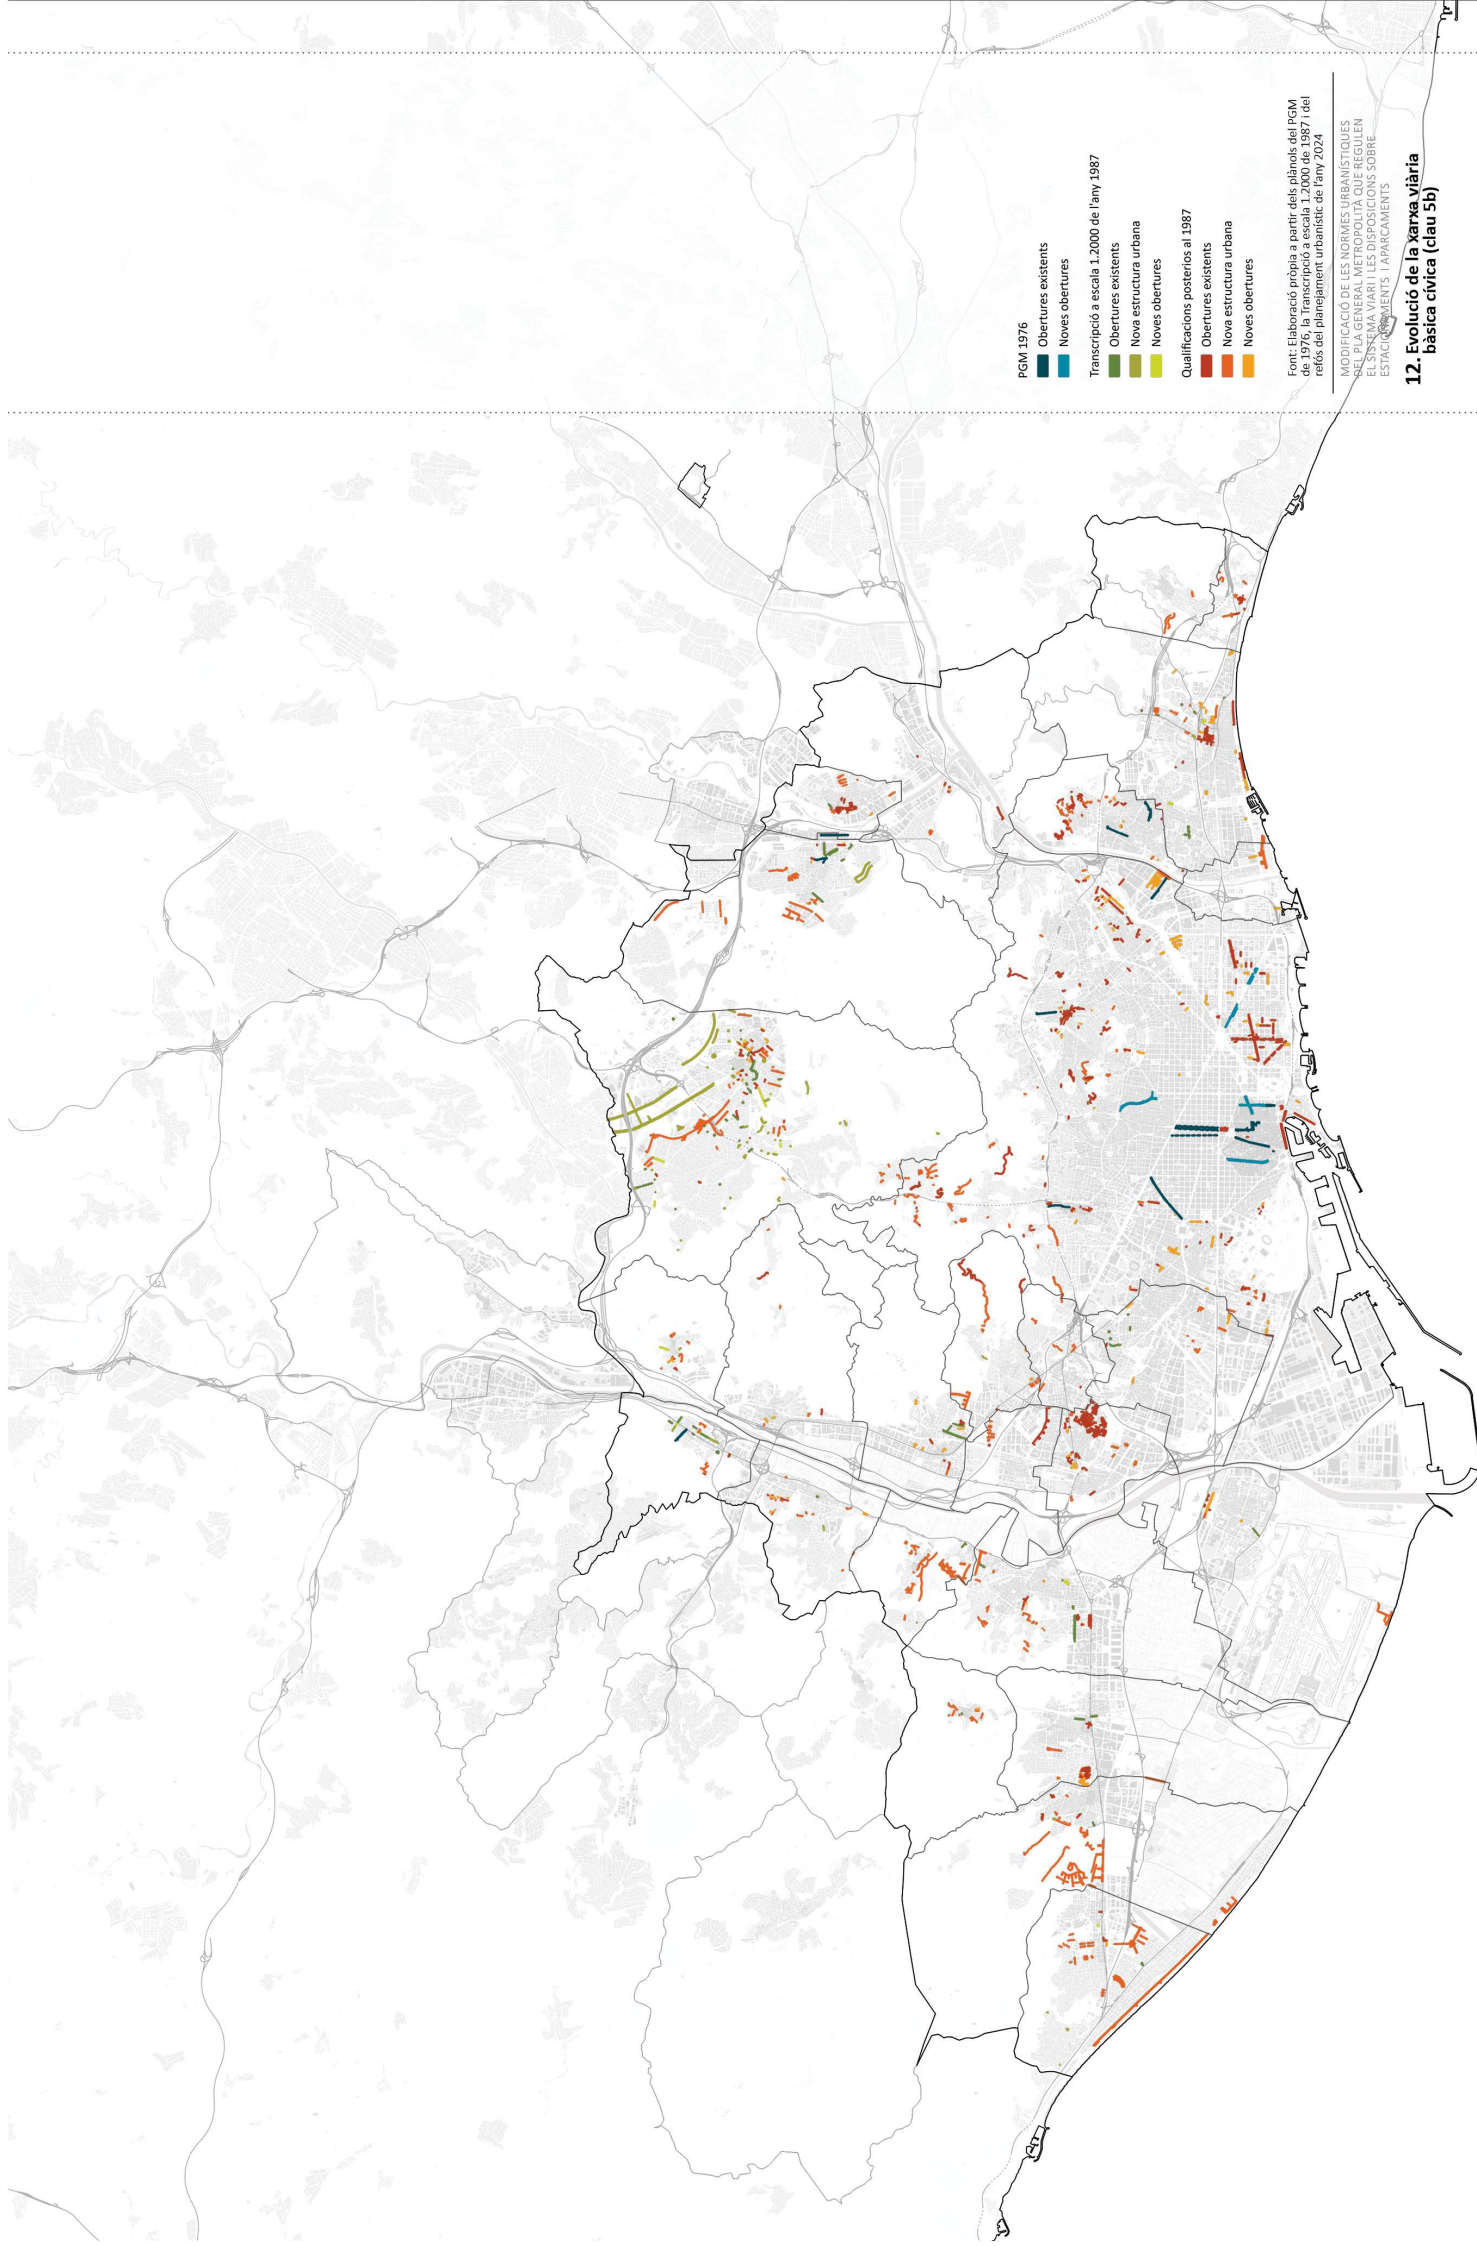 PGM 1976
Obertures existents
Noves obertures
Transcripció a escala 1.2000 de l'any 1987
Obertures existents
Nova estructura urbana
Noves obertures
Qualificacions posterios al 1987
Obertures existents
Nova estructura urbana
Noves obertures
Font: Elaboració pròpia a partir dels plànols del PGM
de 1976, la Transcripció a escala 1.2000 de 1987 i del
refós del planejament urbanístic de l'any 2024
MODIFICACIÓ DE LES NORMES URBANÍSTIQUES
DEL PLA GENERAL METROPOLITÀ QUE REGULEN
EL SISTEMA VIARI I LES DISPOSICIONS SOBRE
ESTACIONAMENTS I APARCAMENTS
12. Evolució de la xarxa viària
bàsica cívica (clau 5b)